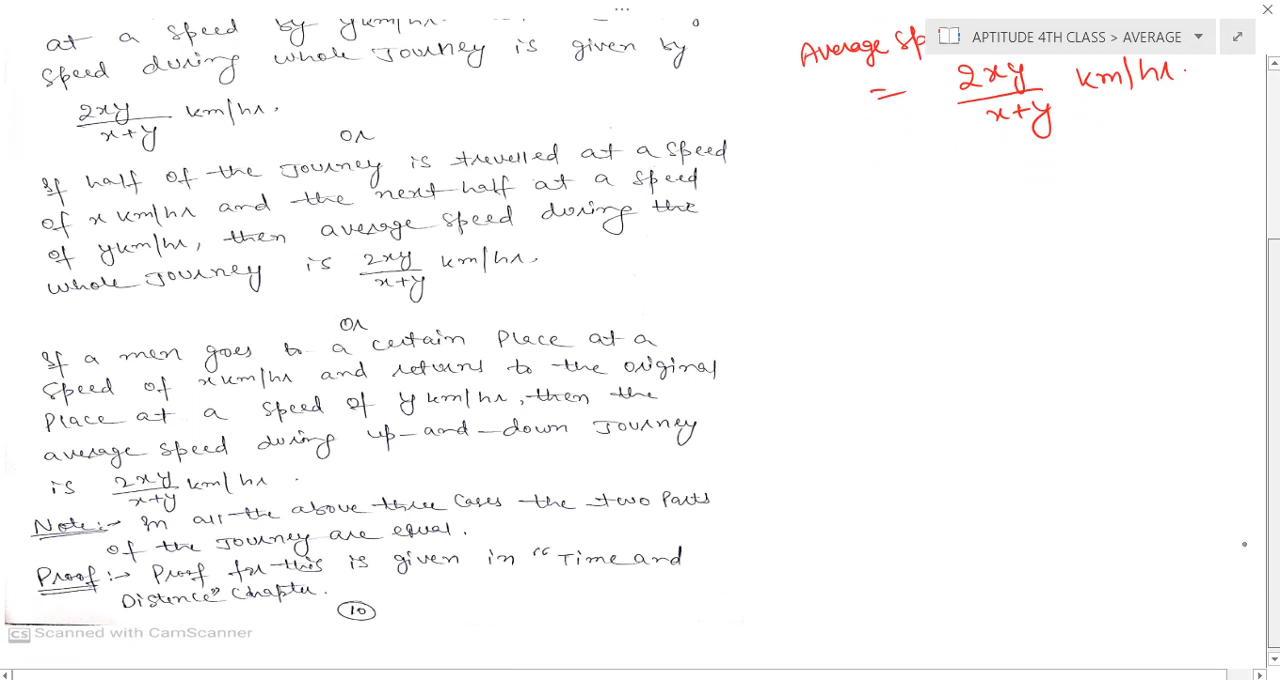 at a speed by y km/hr.
speed during whole Journey is given by
2xy/x+y km/hr.
OR
If half of the Journey is travelled at a speed
of x km/hr and the next half at a speed
of y km/hr, then average speed during the
whole Journey is 2xy/x+y km/hr.
OR
If a men goes to a certain Place at a
speed of x km/hr and returns to the original
Place at a speed of y km/hr, then the
average speed during up-and-down Journey
is 2xy/x+y km/hr.
Note:- In all the above three cases the two Parts
of the Journey are equal.
Proof:- Proof for this is given in "Time and
Distence" Chapter.
10
CS Scanned with CamScanner
Average Sp
= 2xy/x+y km/hr.
APTITUDE 4TH CLASS > AVERAGE